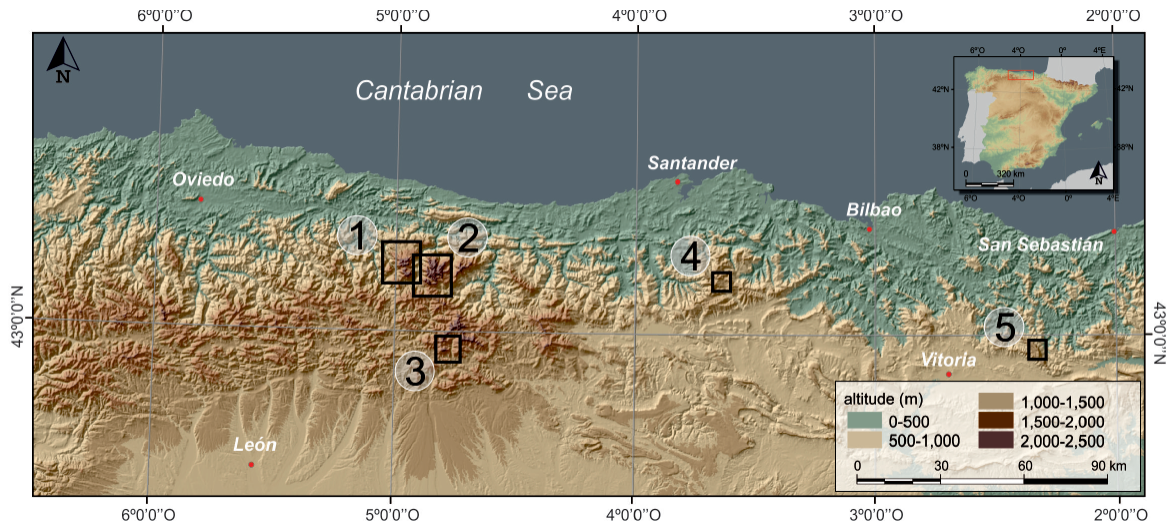 6º0'0"O 5º0'0"O 4º0'0"O 3º0'0"O 2º0'0"O
N
Cantabrian Sea
6ºO 4ºO 0º 4ºE
42ºN 42ºN
38ºN 38ºN
0 320 km
N
6ºO 4ºO 0º 4ºE
Santander
Oviedo
Bilbao
San Sebastián
1
2
4
43º0'0"N
43º0'0"N
5
3
Vitoria
León
altitude (m)
0-500
500-1,000
1,000-1,500
1,500-2,000
2,000-2,500
0 30 60 90 km
6º0'0"O 5º0'0"O 4º0'0"O 3º0'0"O 2º0'0"O